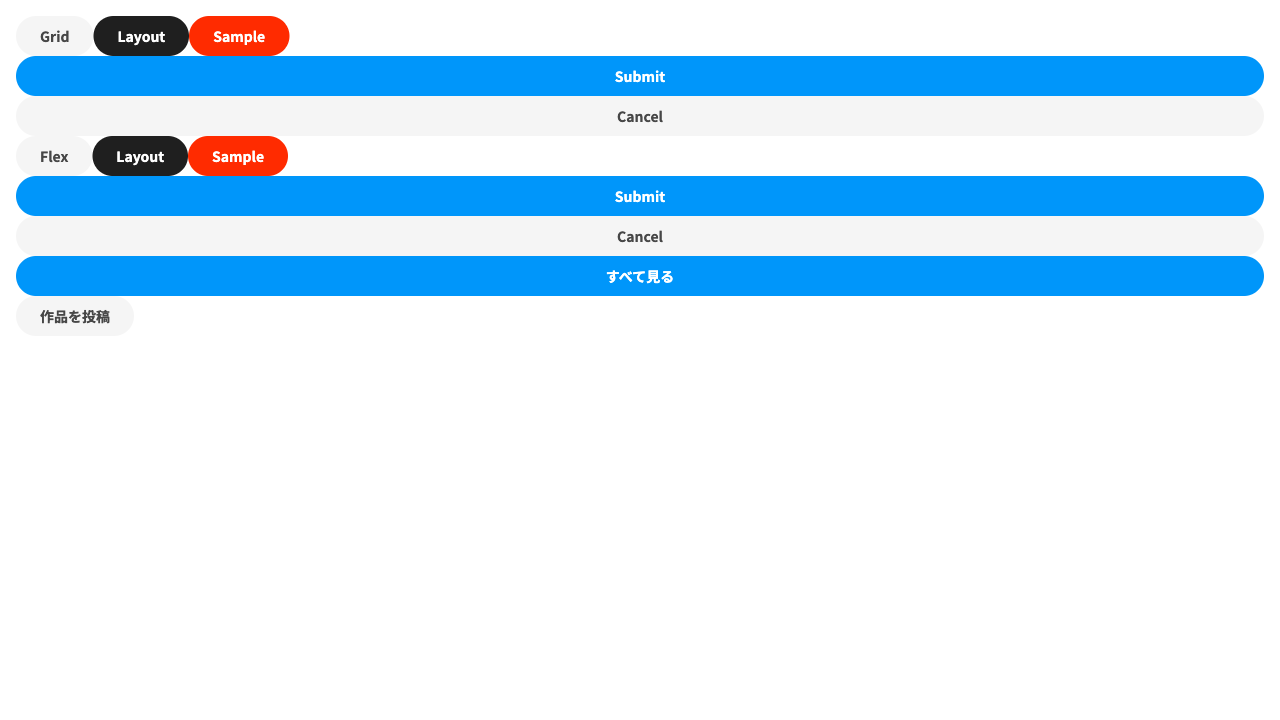 Grid Layout Sample
Submit
Cancel
Flex Layout Sample
Submit
Cancel
すべて見る
作品を投稿